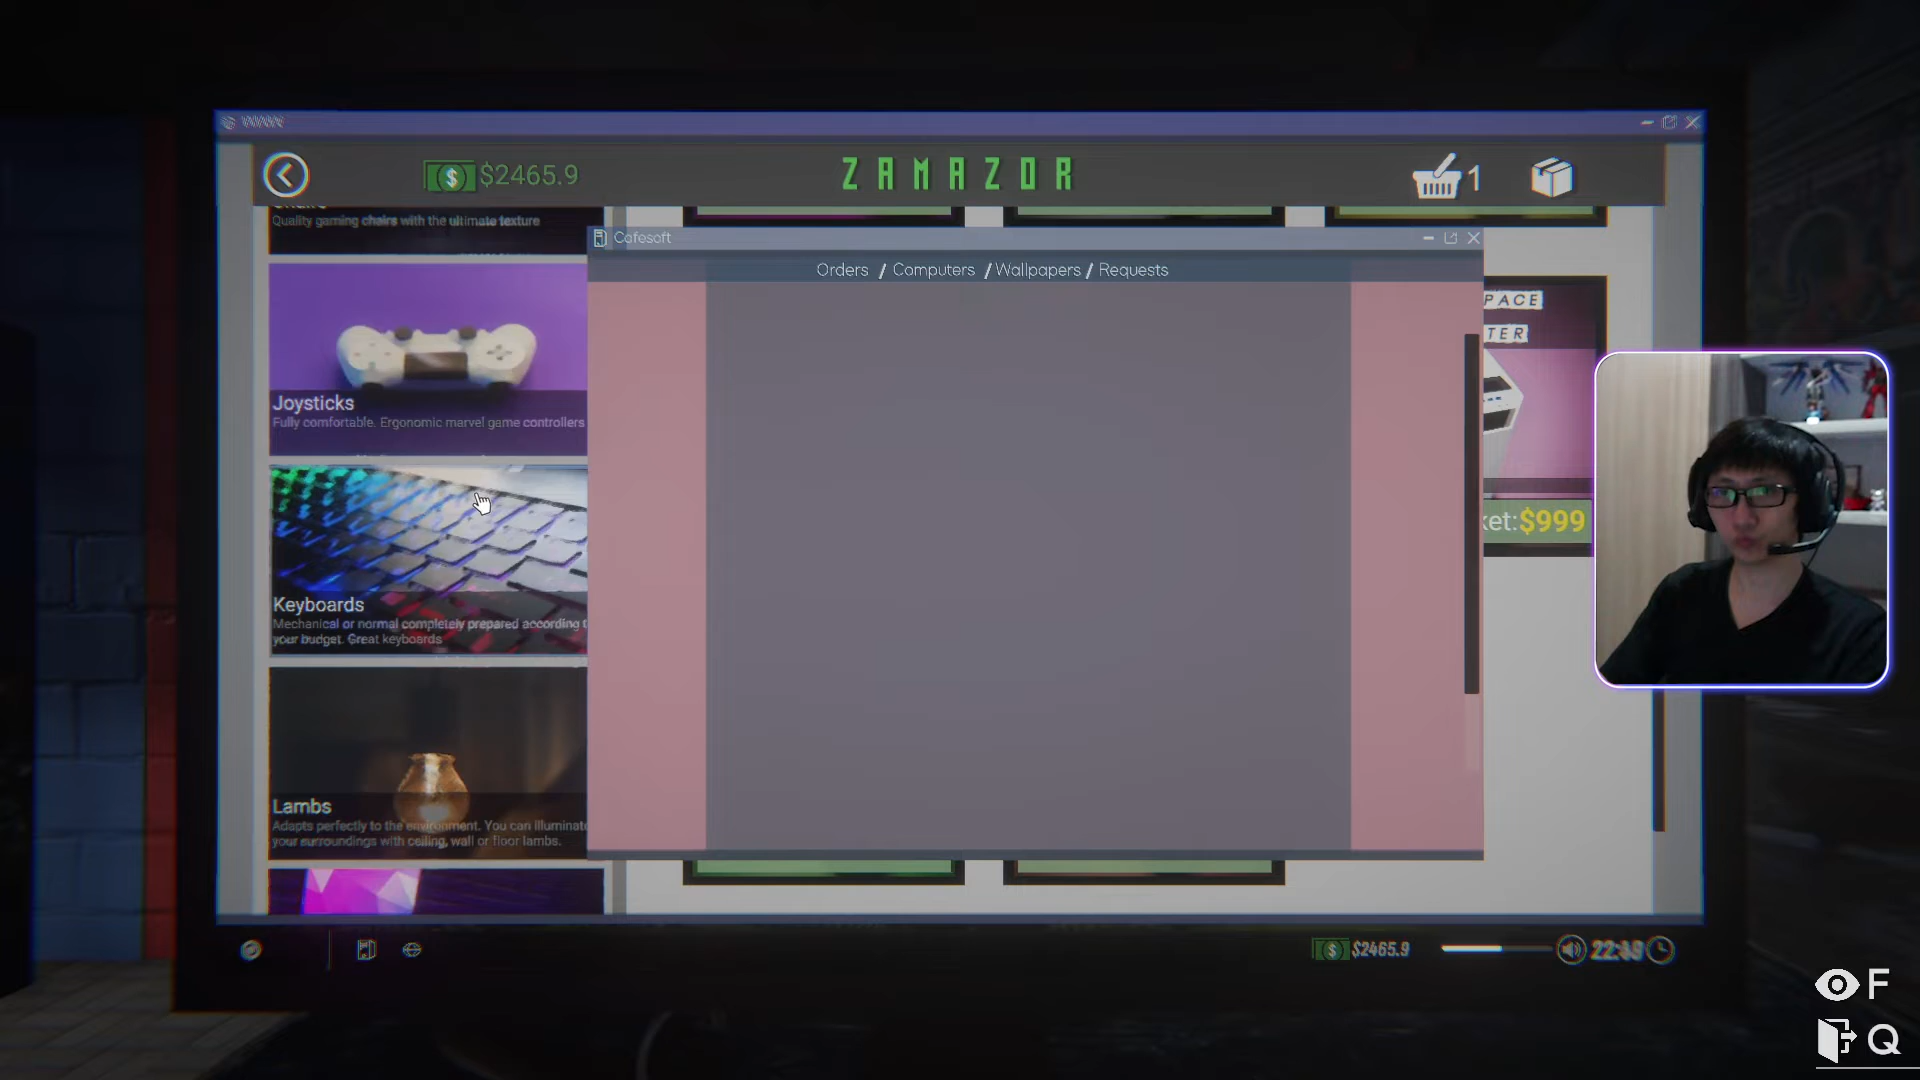 WWW
$2465.9
ZAMAZOR
1
Quality gaming chairs with the ultimate texture
Cafesoft
Orders / Computers / Wallpapers / Requests
PACE
TER
Joysticks
Fully comfortable. Ergonomic marvel game controllers
ket:$999
Keyboards
Mechanical or normal completely prepared according t
your budget. Great keyboards
Lambs
Adapts perfectly to the environment. You can illuminate
your surroundings with ceiling, wall or floor lambs.
$2465.9
F
Q